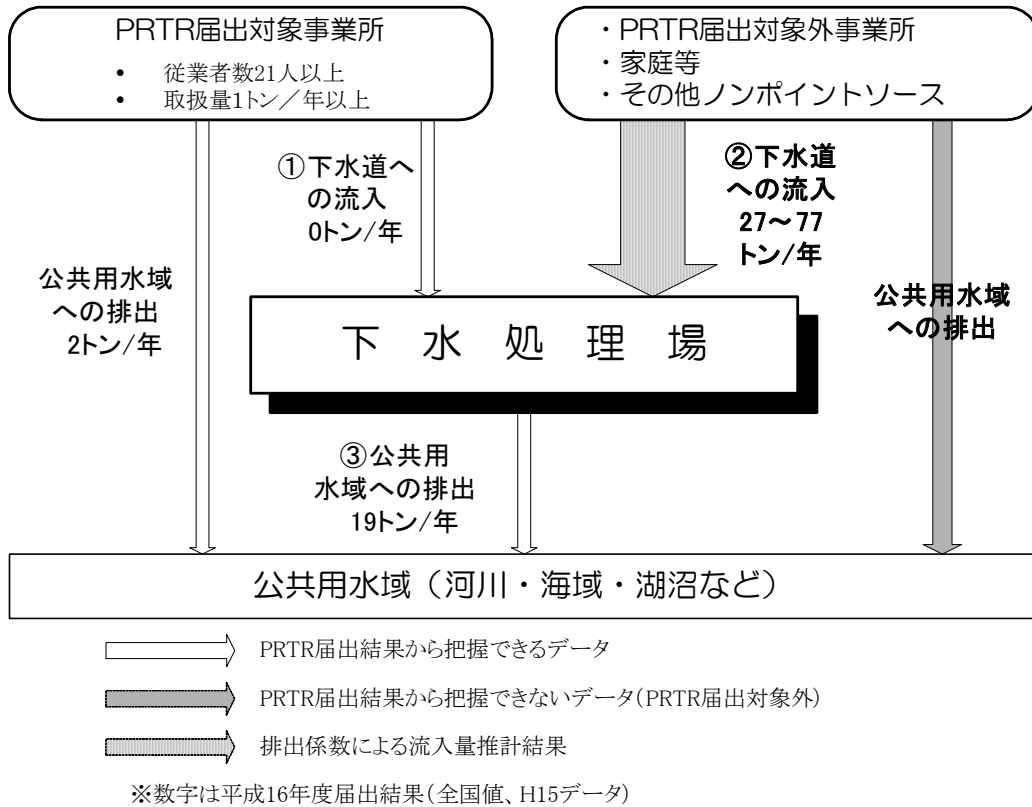 PRTR届出対象事業所
• 従業者数21人以上
• 取扱量1トン／年以上
・PRTR届出対象外事業所
・家庭等
・その他ノンポイントソース
①下水道へ
の流入
0トン/年
②下水道
への流入
27～77
トン/年
公共用水域
への排出
2トン/年
公共用水域
への排出
下 水 処 理 場
③公共用
水域への排出
19トン/年
公共用水域（河川・海域・湖沼など）
PRTR届出結果から把握できるデータ
PRTR届出結果から把握できないデータ(PRTR届出対象外)
排出係数による流入量推計結果
※数字は平成16年度届出結果(全国値、H15データ)